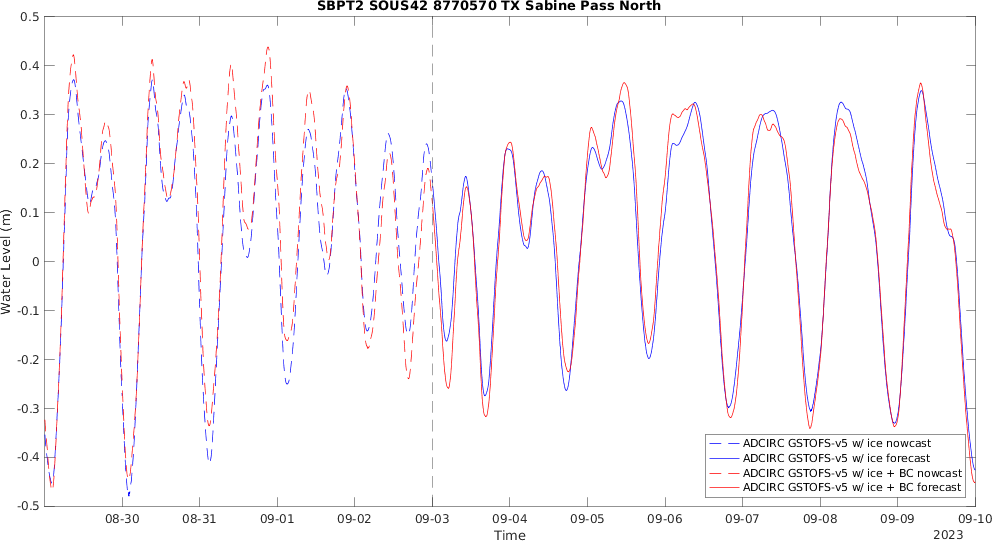 SBPT2 SOUS42 8770570 TX Sabine Pass North
0.5
0.4
0.3
0.2
0.1
0
-0.1
-0.2
-0.3
-0.4
-0.5
Water Level (m)
ADCIRC GSTOFS-v5 w/ ice nowcast
ADCIRC GSTOFS-v5 w/ ice forecast
ADCIRC GSTOFS-v5 w/ ice + BC nowcast
ADCIRC GSTOFS-v5 w/ ice + BC forecast
08-30 08-31 09-01 09-02 09-03 09-04 09-05 09-06 09-07 09-08 09-09 09-10
Time
2023